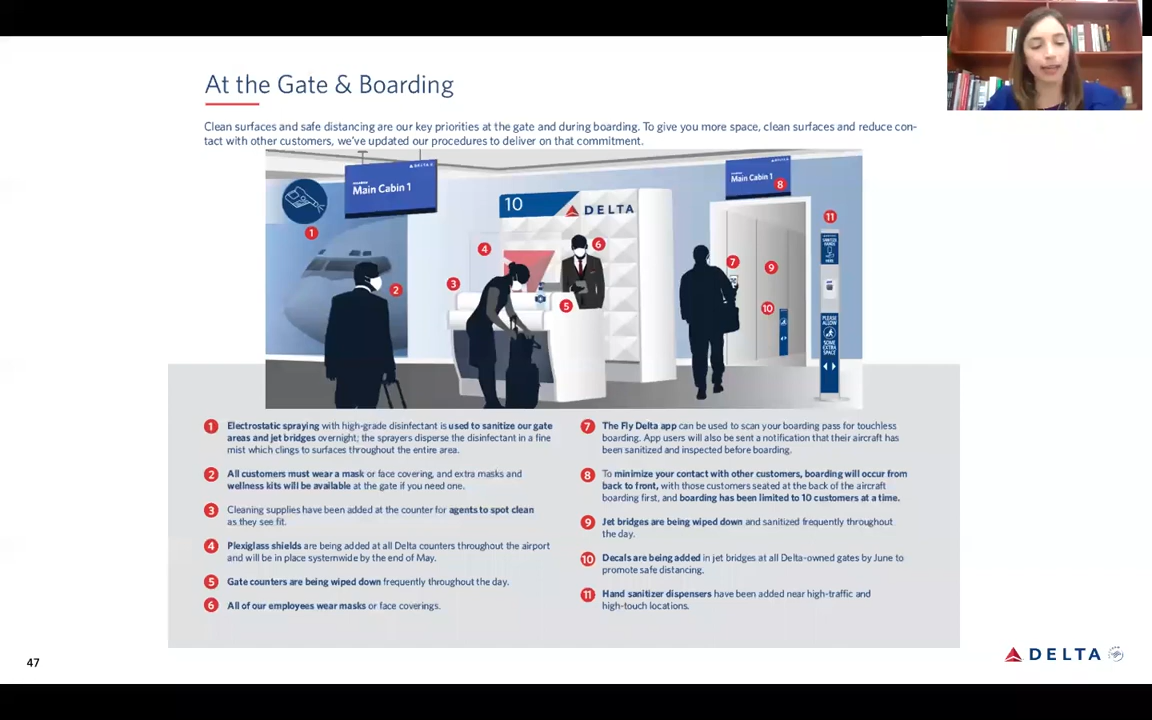 At the Gate & Boarding
Clean surfaces and safe distancing are our key priorities at the gate and during boarding. To give you more space, clean surfaces and reduce con-
tact with other customers, we've updated our procedures to deliver on that commitment.
DELTA
Main Cabin 1
1
2
3
4
10
DELTA
5
6
DELTA
Main Cabin 1
8
7
9
10
11
SANITIZE
HANDS
HERE
PLEASE
ALLOW
SOME
EXTRA
SPACE
1 Electrostatic spraying with high-grade disinfectant is used to sanitize our gate
areas and jet bridges overnight; the sprayers disperse the disinfectant in a fine
mist which clings to surfaces throughout the entire area.
2 All customers must wear a mask or face covering, and extra masks and
wellness kits will be available at the gate if you need one.
3 Cleaning supplies have been added at the counter for agents to spot clean
as they see fit.
4 Plexiglass shields are being added at all Delta counters throughout the airport
and will be in place systemwide by the end of May.
5 Gate counters are being wiped down frequently throughout the day.
6 All of our employees wear masks or face coverings.
7 The Fly Delta app can be used to scan your boarding pass for touchless
boarding. App users will also be sent a notification that their aircraft has
been sanitized and inspected before boarding.
8 To minimize your contact with other customers, boarding will occur from
back to front, with those customers seated at the back of the aircraft
boarding first, and boarding has been limited to 10 customers at a time.
9 Jet bridges are being wiped down and sanitized frequently throughout
the day.
10 Decals are being added in jet bridges at all Delta-owned gates by June to
promote safe distancing.
11 Hand sanitizer dispensers have been added near high-traffic and
high-touch locations.
47
DELTA